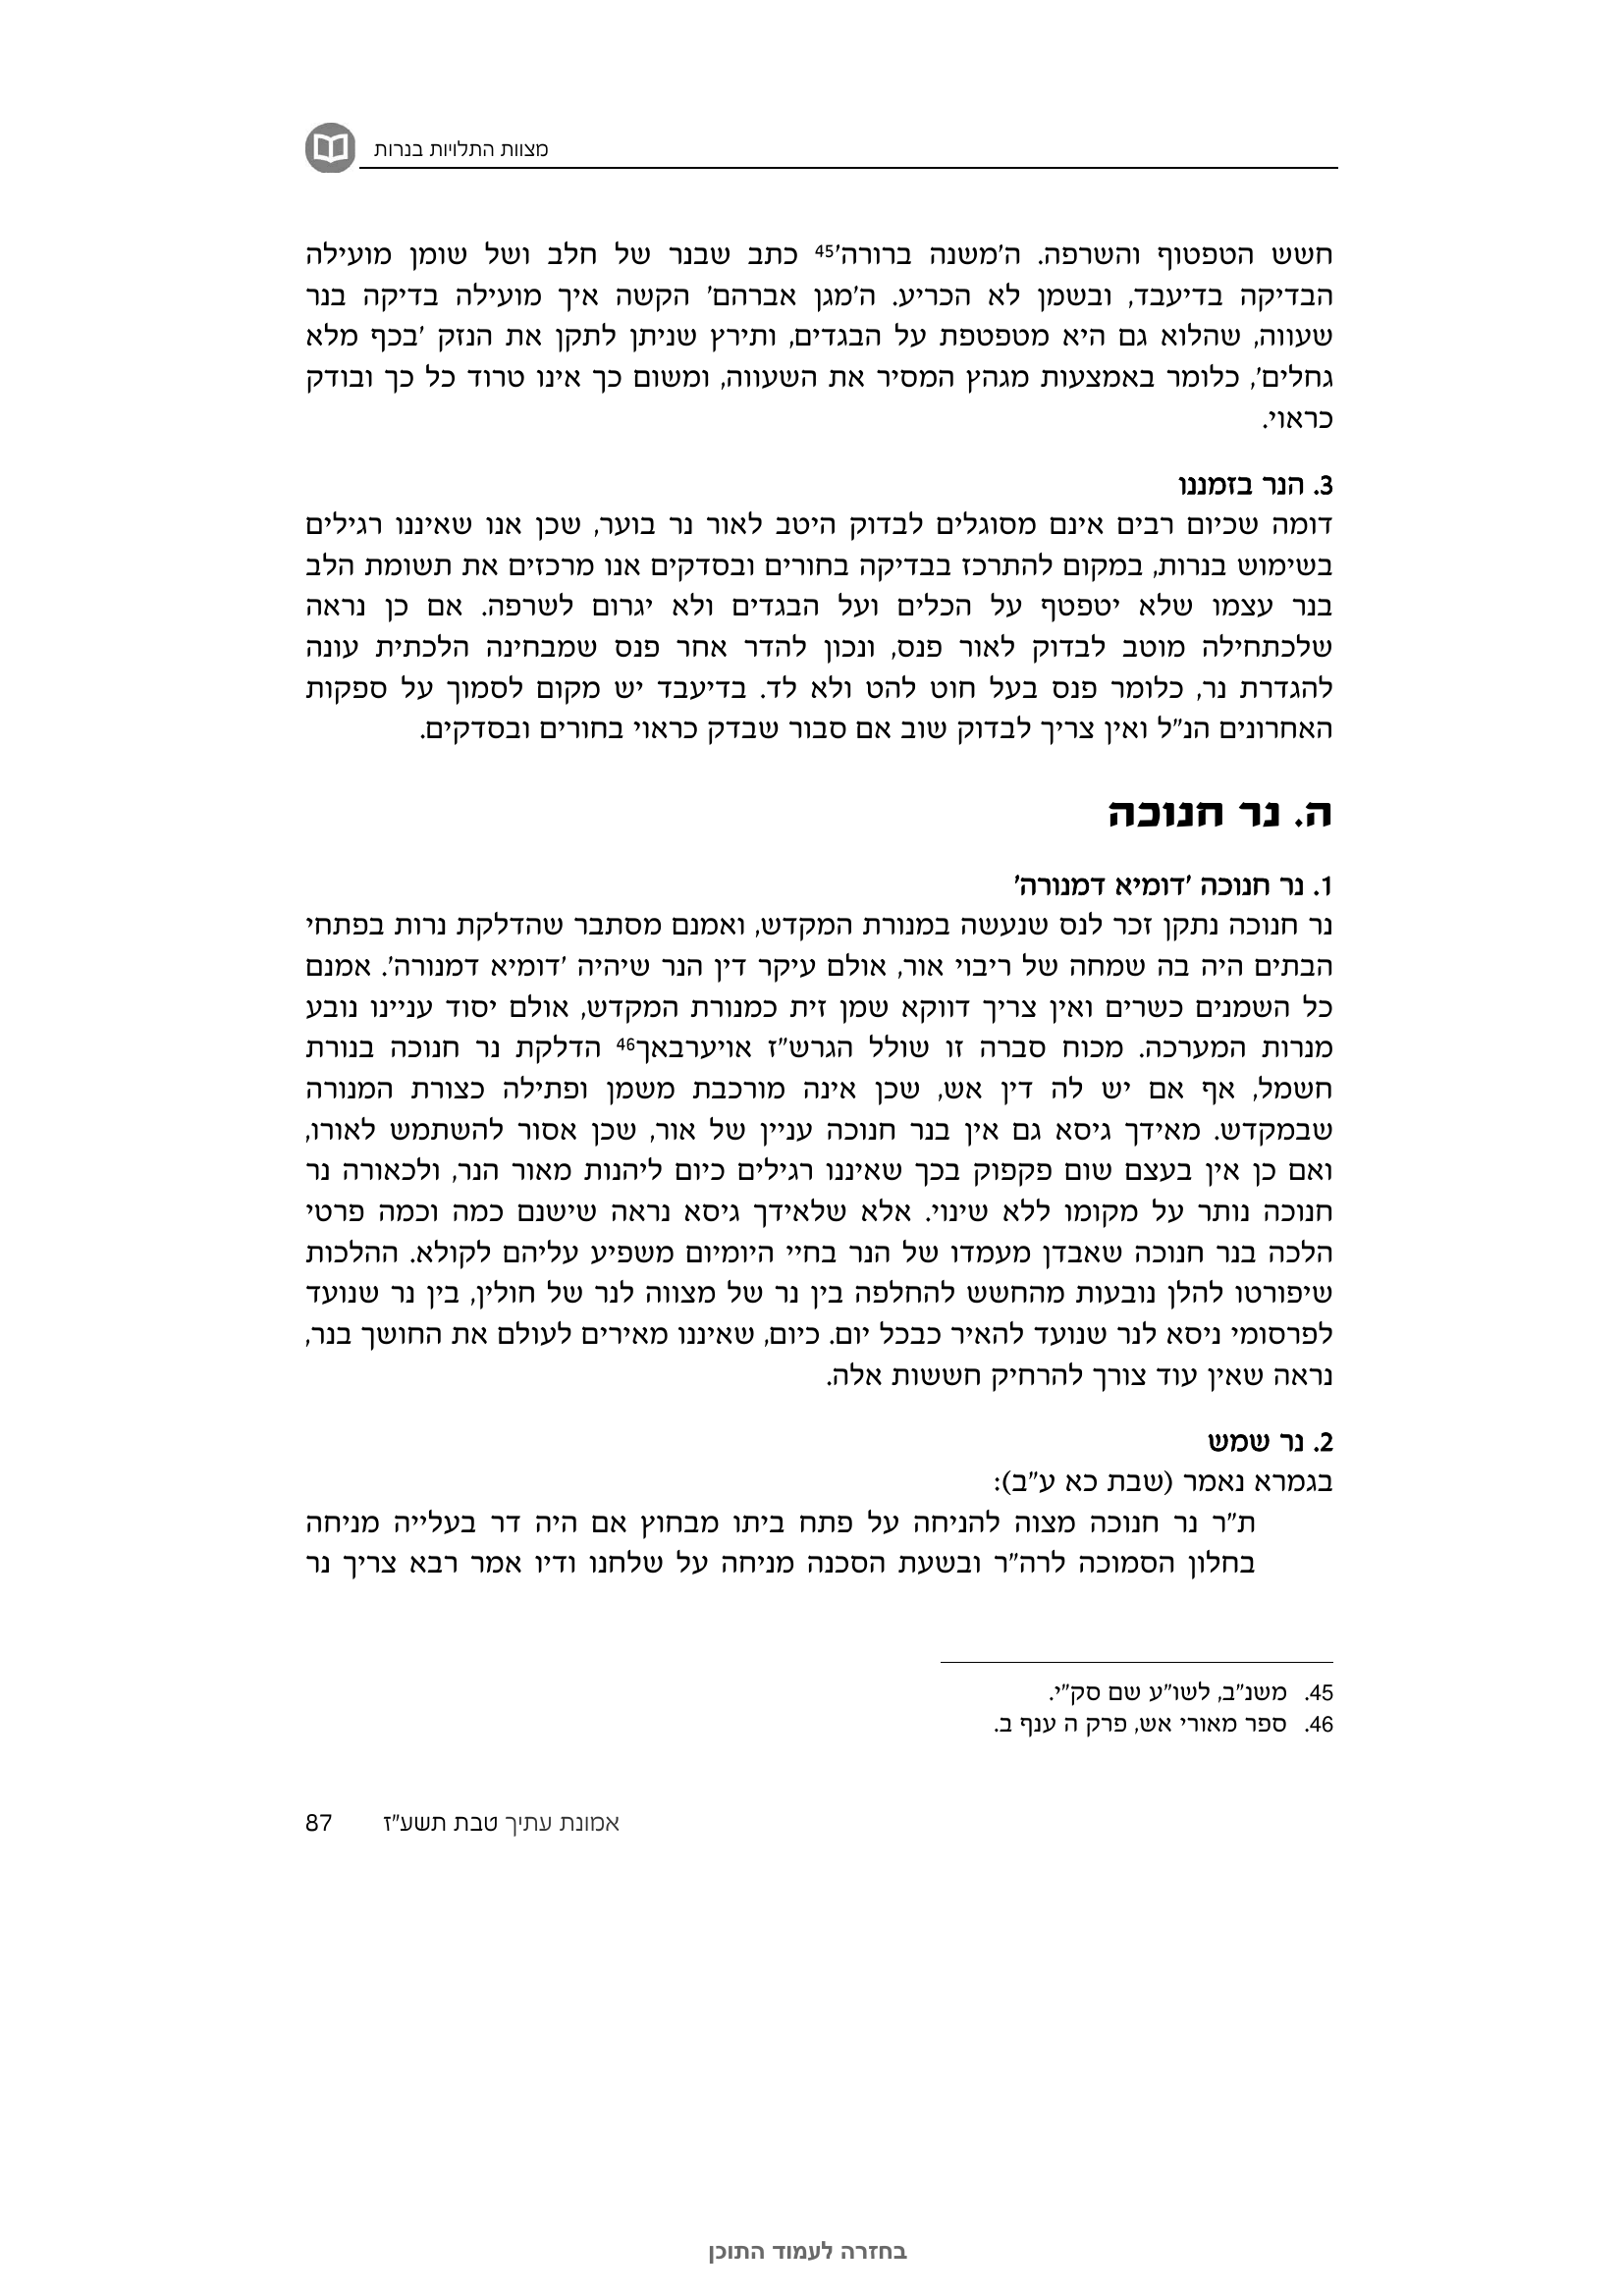 מצוות התלויות בנרות
חשש הטפטוף והשרפה. ה'משנה ברורה'45 כתב שבנר של חלב ושל שומן מועילה
הבדיקה בדיעבד, ובשמן לא הכריע. ה'מגן אברהם' הקשה איך מועילה בדיקה בנר
שעווה, שהלוא גם היא מטפטפת על הבגדים, ותירץ שניתן לתקן את הנזק 'בכף מלא
גחלים', כלומר באמצעות מגהץ המסיר את השעווה, ומשום כך אינו טרוד כל כך ובודק
כראוי.
3. הנר בזמננו
דומה שכיום רבים אינם מסוגלים לבדוק היטב לאור נר בוער, שכן אנו שאיננו רגילים
בשימוש בנרות, במקום להתרכז בבדיקה בחורים ובסדקים אנו מרכזים את תשומת הלב
בנר עצמו שלא יטפטף על הכלים ועל הבגדים ולא יגרום לשרפה. אם כן נראה
שלכתחילה מוטב לבדוק לאור פנס, ונכון להדר אחר פנס שמבחינה הלכתית עונה
להגדרת נר, כלומר פנס בעל חוט להט ולא לד. בדיעבד יש מקום לסמוך על ספקות
האחרונים הנ"ל ואין צריך לבדוק שוב אם סבור שבדק כראוי בחורים ובסדקים.
ה. נר חנוכה
1. נר חנוכה 'דומיא דמנורה'
נר חנוכה נתקן זכר לנס שנעשה במנורת המקדש, ואמנם מסתבר שהדלקת נרות בפתחי
הבתים היה בה שמחה של ריבוי אור, אולם עיקר דין הנר שיהיה 'דומיא דמנורה'. אמנם
כל השמנים כשרים ואין צריך דווקא שמן זית כמנורת המקדש, אולם יסוד עניינו נובע
מנרות המערכה. מכוח סברה זו שולל הגרש"ז אויערבאך46 הדלקת נר חנוכה בנורת
חשמל, אף אם יש לה דין אש, שכן אינה מורכבת משמן ופתילה כצורת המנורה
שבמקדש. מאידך גיסא גם אין בנר חנוכה עניין של אור, שכן אסור להשתמש לאורו,
ואם כן אין בעצם שום פקפוק בכך שאיננו רגילים כיום ליהנות מאור הנר, ולכאורה נר
חנוכה נותר על מקומו ללא שינוי. אלא שלאידך גיסא נראה שישנם כמה וכמה פרטי
הלכה בנר חנוכה שאבדן מעמדו של הנר בחיי היומיום משפיע עליהם לקולא. ההלכות
שיפורטו להלן נובעות מהחשש להחלפה בין נר של מצווה לנר של חולין, בין נר שנועד
לפרסומי ניסא לנר שנועד להאיר כבכל יום. כיום, שאיננו מאירים לעולם את החושך בנר,
נראה שאין עוד צורך להרחיק חששות אלה.
2. נר שמש
בגמרא נאמר (שבת כא ע"ב):
ת"ר נר חנוכה מצוה להניחה על פתח ביתו מבחוץ אם היה דר בעלייה מניחה
בחלון הסמוכה לרה"ר ובשעת הסכנה מניחה על שלחנו ודיו אמר רבא צריך נר
45. משנ"ב, לשו"ע שם סק"י.
46. ספר מאורי אש, פרק ה ענף ב.
אמונת עתיך טבת תשע"ז 87
בחזרה לעמוד התוכן